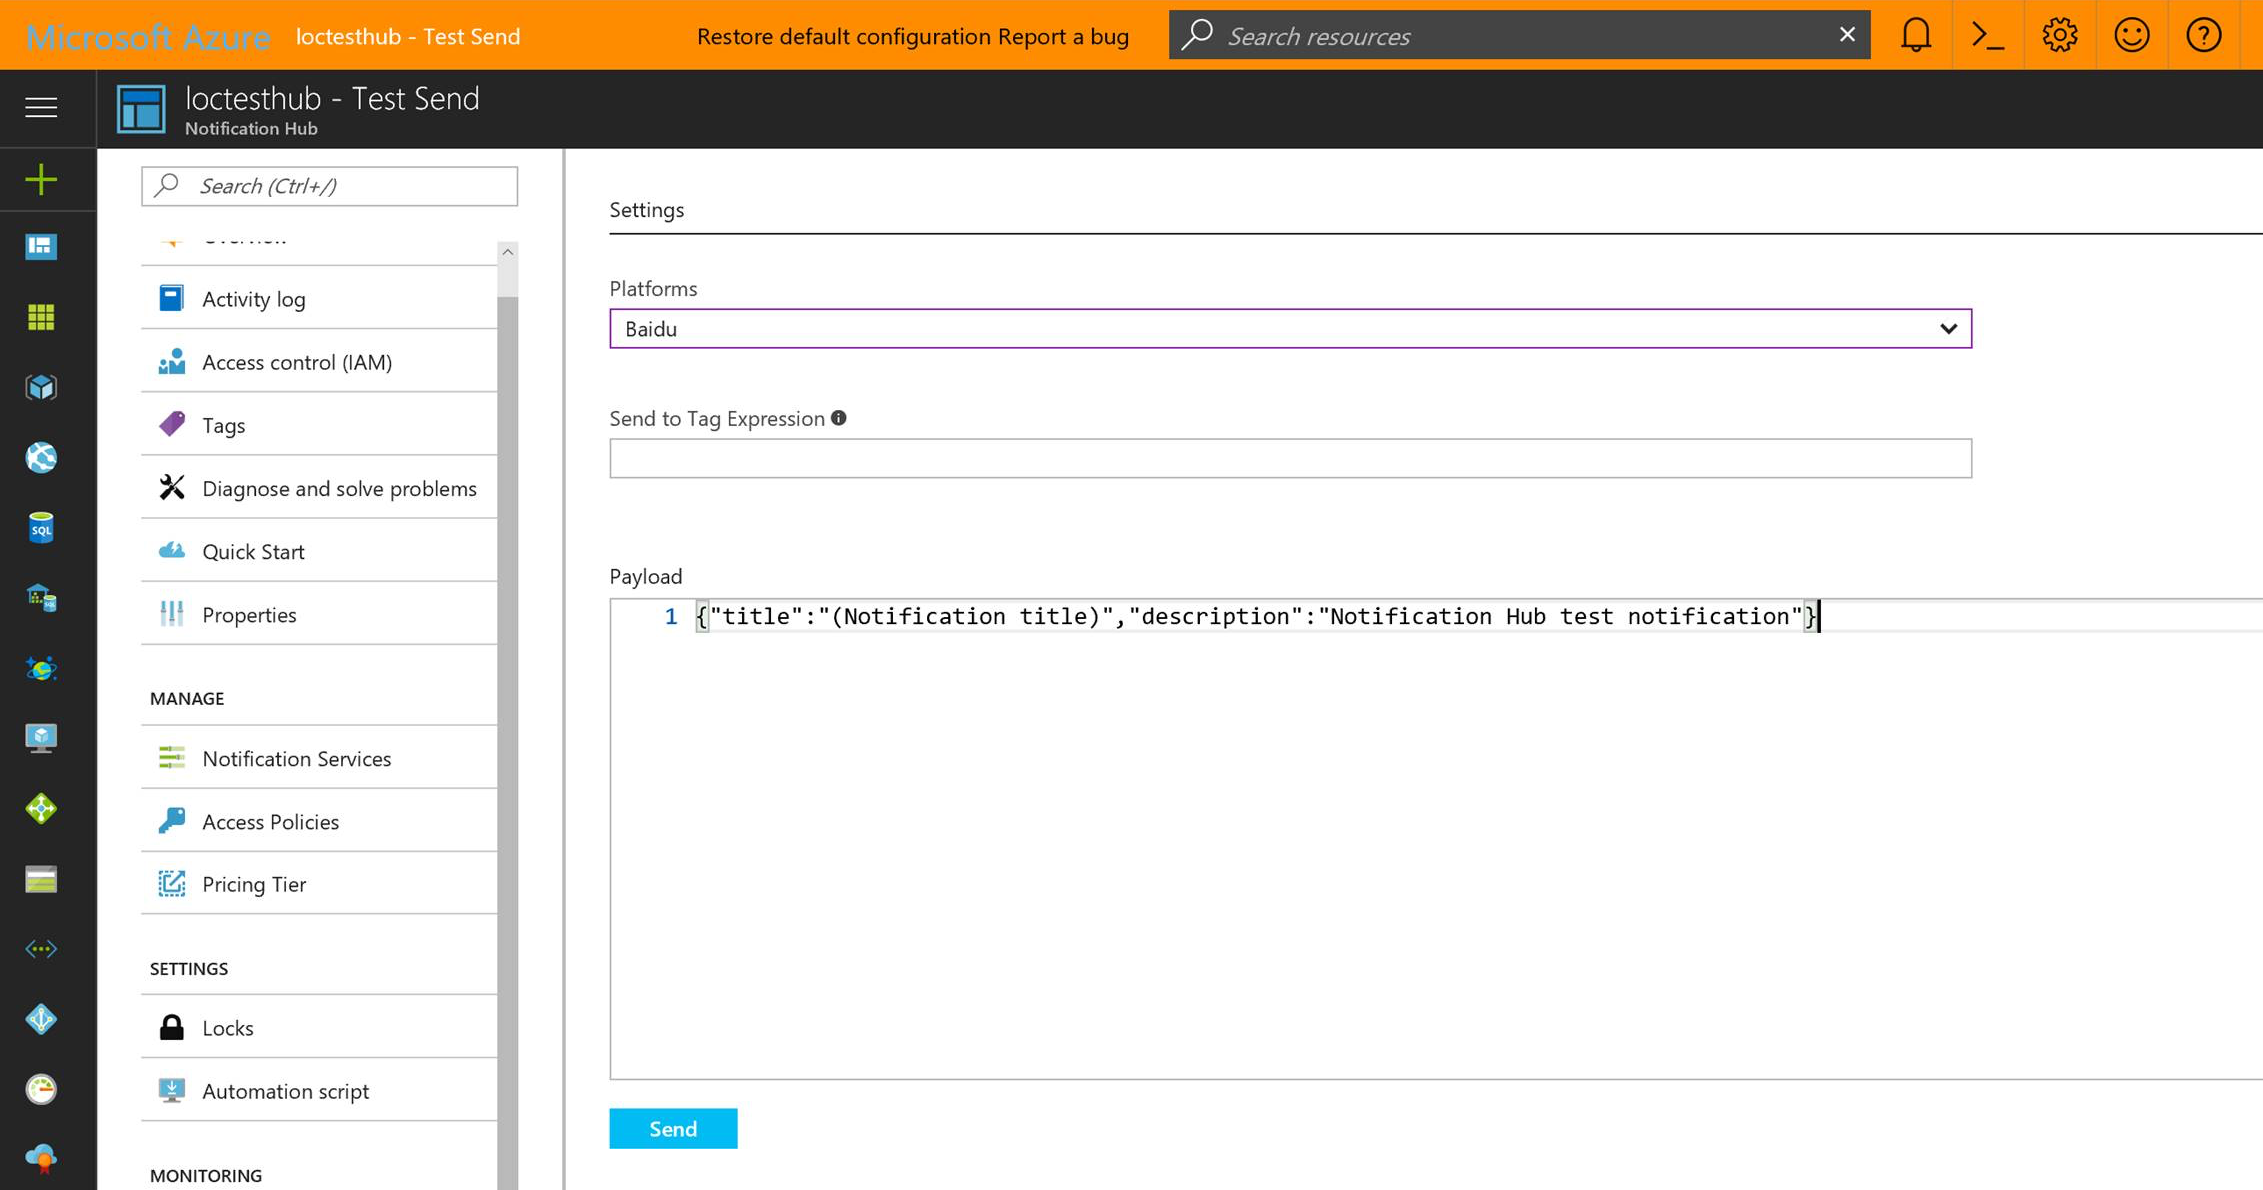 Microsoft Azure loctesthub - Test Send Restore default configuration Report a bug Search resources
loctesthub - Test Send
Notification Hub
Search (Ctrl+/)
Activity log
Access control (IAM)
Tags
Diagnose and solve problems
Quick Start
Properties
MANAGE
Notification Services
Access Policies
Pricing Tier
SETTINGS
Locks
Automation script
MONITORING
Settings
Platforms
Baidu
Send to Tag Expression
Payload
1 {"title":"(Notification title)","description":"Notification Hub test notification"}
Send
SQL